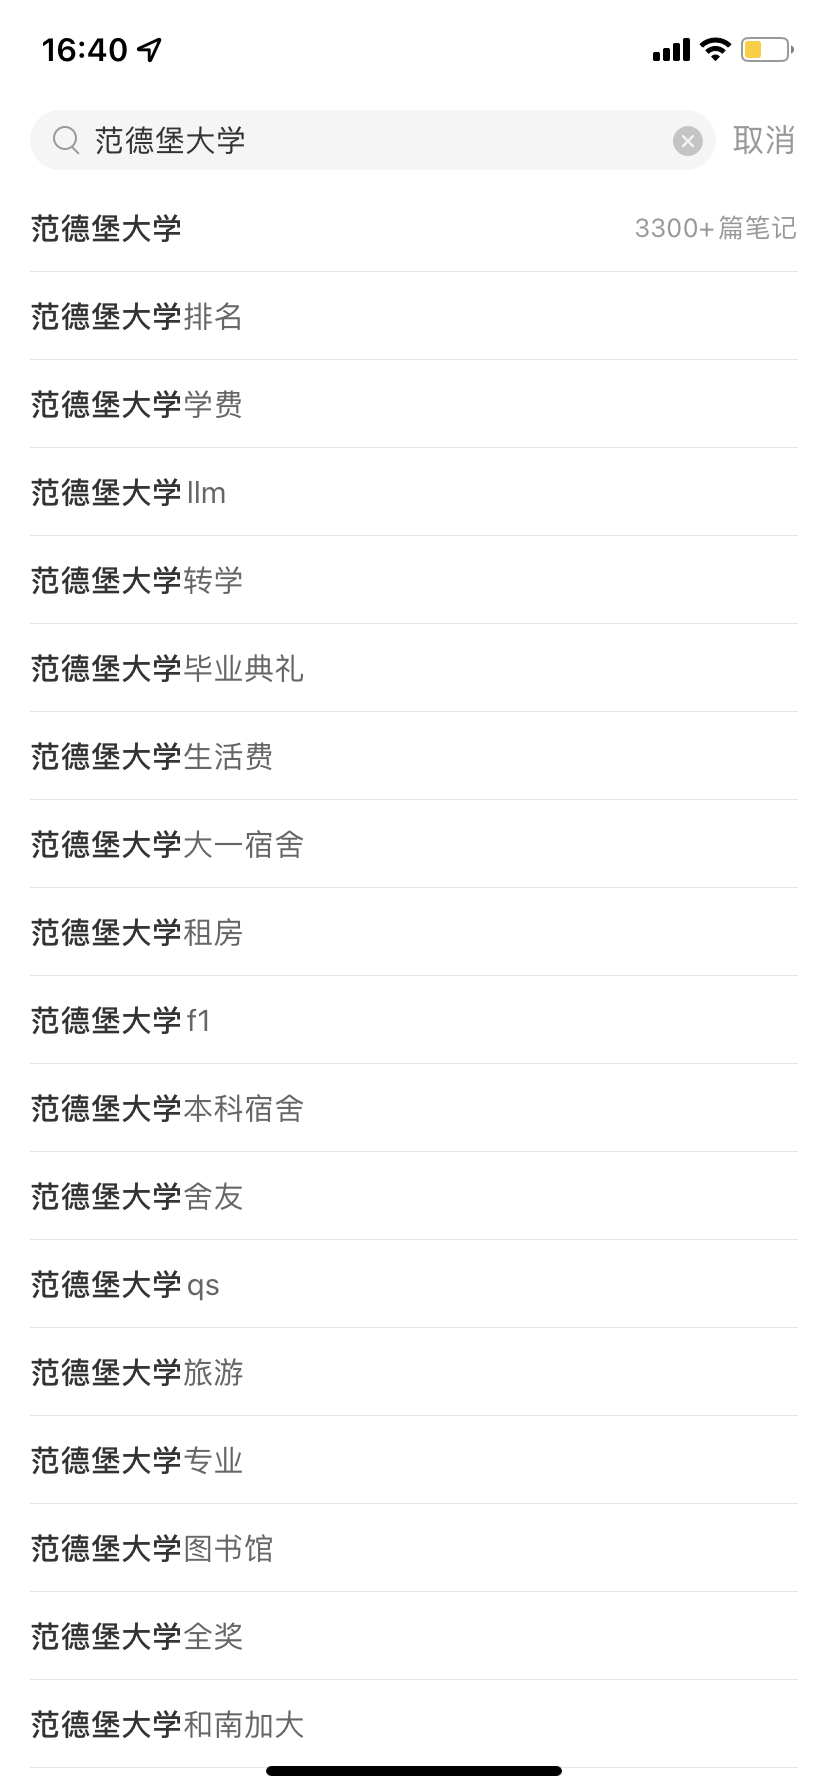 16:40
范德堡大学 取消
范德堡大学 3300+篇笔记
范德堡大学排名
范德堡大学学费
范德堡大学llm
范德堡大学转学
范德堡大学毕业典礼
范德堡大学生活费
范德堡大学大一宿舍
范德堡大学租房
范德堡大学f1
范德堡大学本科宿舍
范德堡大学舍友
范德堡大学qs
范德堡大学旅游
范德堡大学专业
范德堡大学图书馆
范德堡大学全奖
范德堡大学和南加大